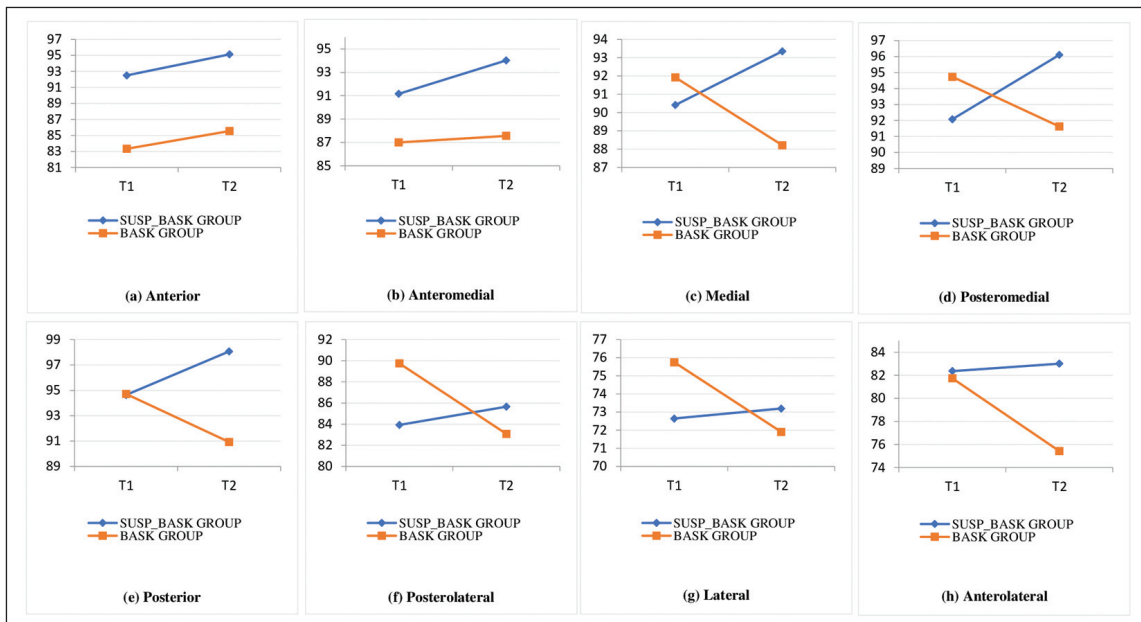 97
95
93
91
89
87
85
83
81
T1 T2
SUSP_BASK GROUP
BASK GROUP
(a) Anterior
95
93
91
89
87
85
T1 T2
SUSP_BASK GROUP
BASK GROUP
(b) Anteromedial
94
93
92
91
90
89
88
87
T1 T2
SUSP_BASK GROUP
BASK GROUP
(c) Medial
97
96
95
94
93
92
91
90
89
T1 T2
SUSP_BASK GROUP
BASK GROUP
(d) Posteromedial
99
97
95
93
91
89
T1 T2
SUSP_BASK GROUP
BASK GROUP
(e) Posterior
92
90
88
86
84
82
80
T1 T2
SUSP_BASK GROUP
BASK GROUP
(f) Posterolateral
77
76
75
74
73
72
71
70
T1 T2
SUSP_BASK GROUP
BASK GROUP
(g) Lateral
84
82
80
78
76
74
T1 T2
SUSP_BASK GROUP
BASK GROUP
(h) Anterolateral